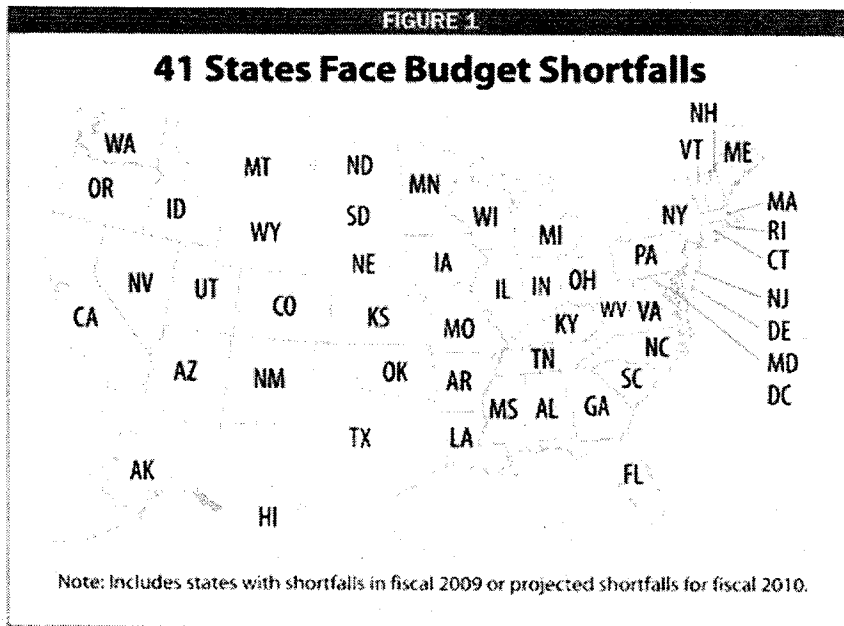 FIGURE 1
41 States Face Budget Shortfalls
NH
WA
VT ME
MT ND
OR MN
ID MA
SD WI NY
WY MI RI
PA CT
NE IA
NV UT IL IN OH
CO WV VA NJ
CA KS KY
MO DE
NC
TN MD
AZ NM OK AR SC
DC
MS AL GA
TX LA
AK FL
HI
Note: Includes states with shortfalls in fiscal 2009 or projected shortfalls for fiscal 2010.